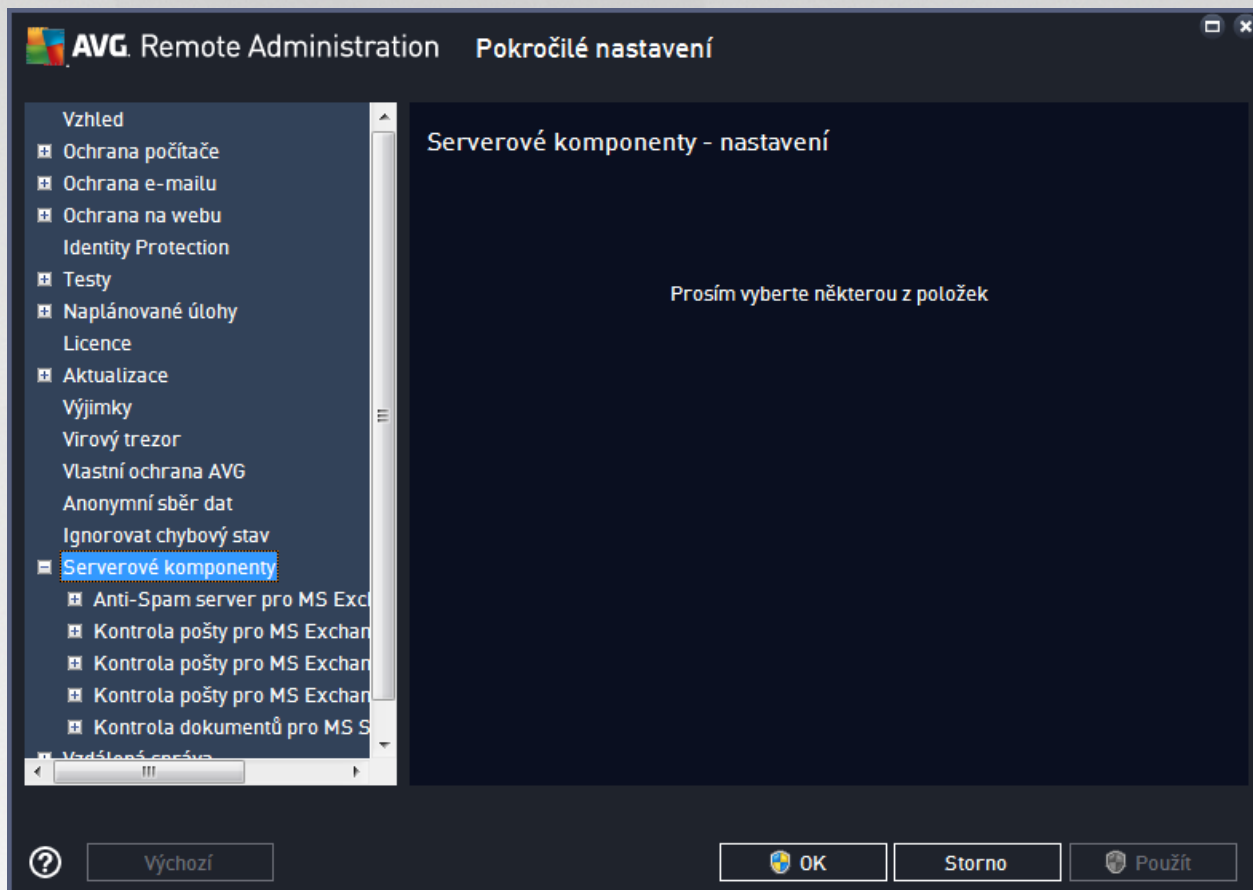 AVG. Remote Administration Pokročilé nastavení
Vzhled
Ochrana počítače
Ochrana e-mailu
Ochrana na webu
Identity Protection
Testy
Naplánované úlohy
Licence
Aktualizace
Výjimky
Virový trezor
Vlastní ochrana AVG
Anonymní sběr dat
Ignorovat chybový stav
Serverové komponenty
Anti-Spam server pro MS Excl
Kontrola pošty pro MS Exchan
Kontrola pošty pro MS Exchan
Kontrola pošty pro MS Exchan
Kontrola dokumentů pro MS S
Vzdálená správa
Serverové komponenty - nastavení
Prosím vyberte některou z položek
Výchozí
OK
Storno
Použít